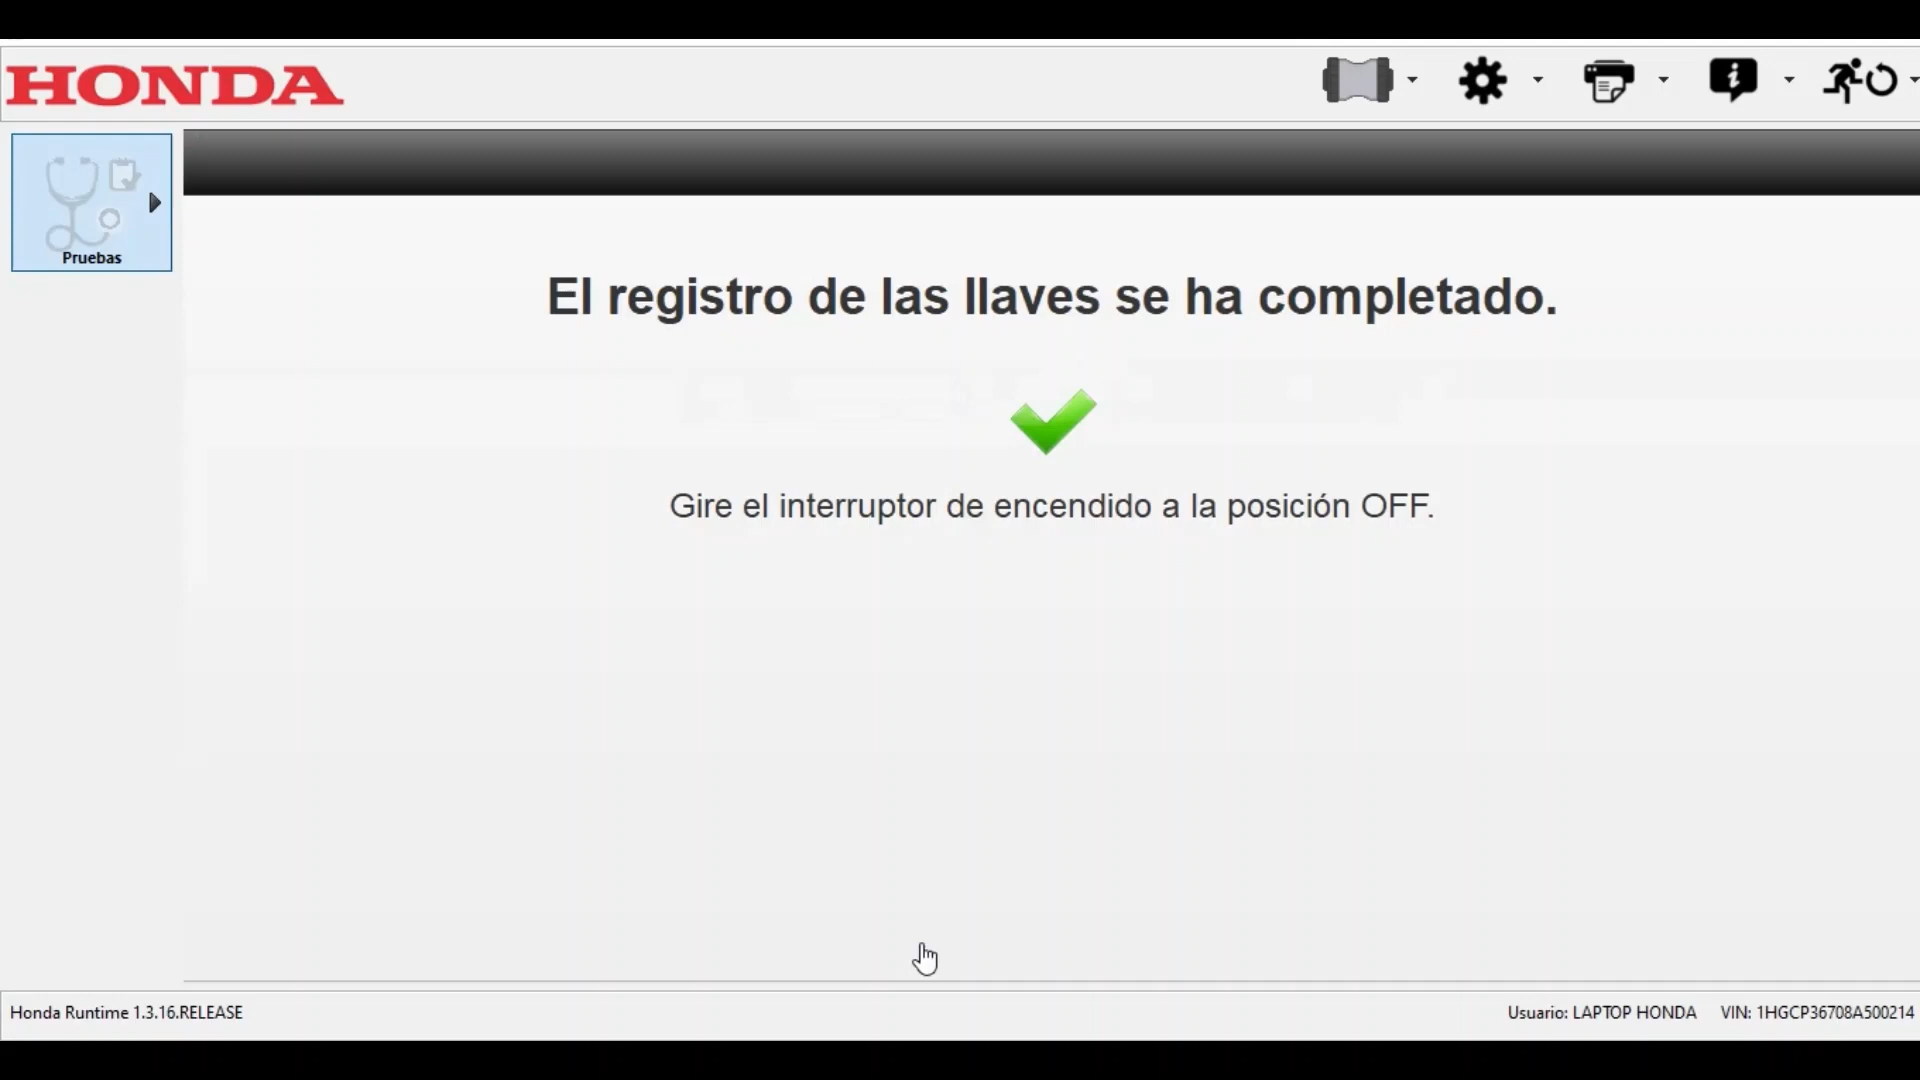 HONDA
Pruebas
El registro de las llaves se ha completado.
Gire el interruptor de encendido a la posición OFF.
Honda Runtime 1.3.16.RELEASE
Usuario: LAPTOP HONDA VIN: 1HGCP36708A500214